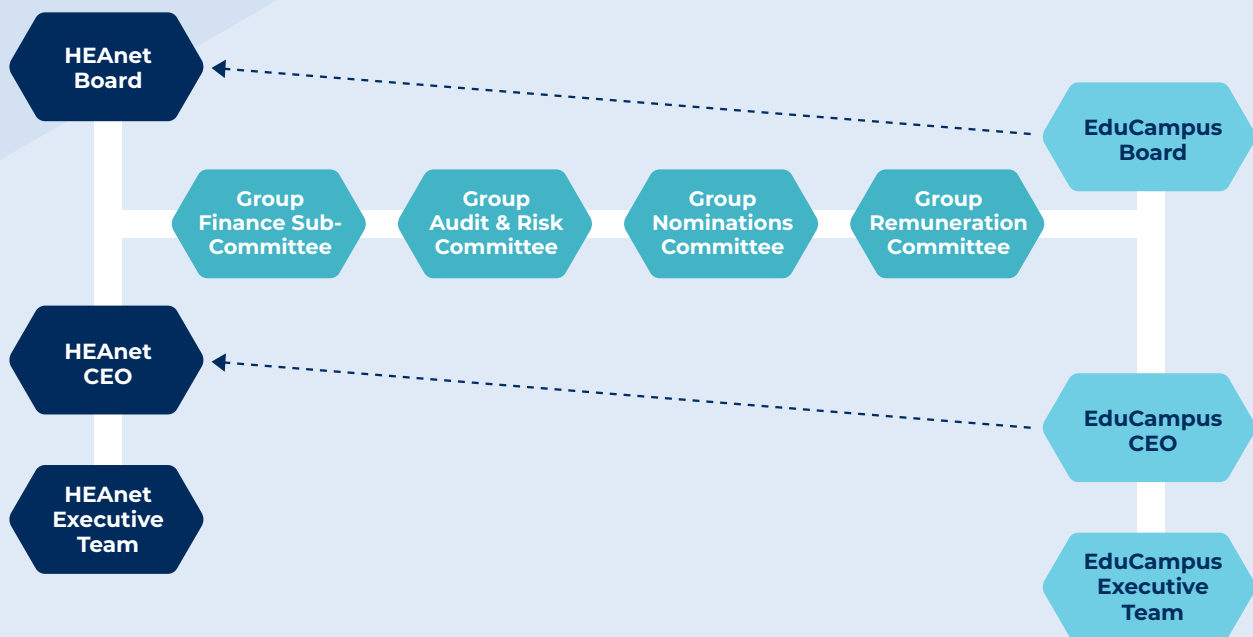 HEAnet
Board
EduCampus
Board
Group
Finance Sub-
Committee
Group
Audit & Risk
Committee
Group
Nominations
Committee
Group
Remuneration
Committee
HEAnet
CEO
EduCampus
CEO
HEAnet
Executive
Team
EduCampus
Executive
Team